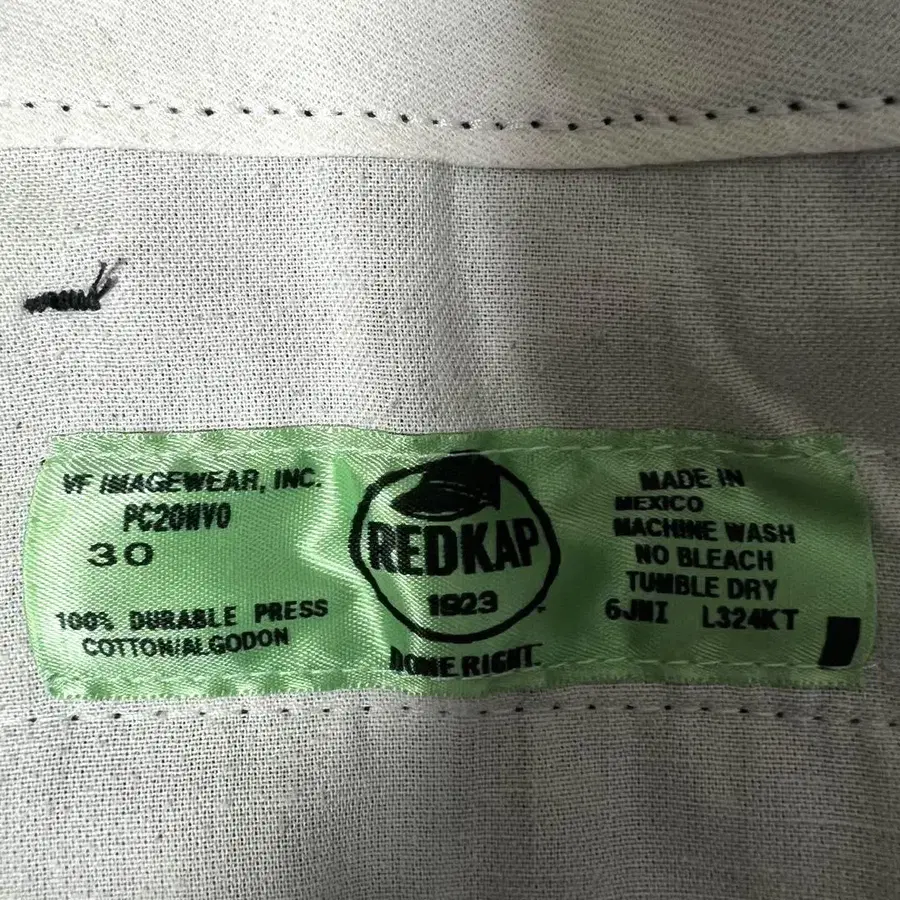 VF IMAGEWEAR, INC.
PC20NV0
30
100% DURABLE PRESS
COTTON/ALGODON
REDKAP
1923
DONE RIGHT.
MADE IN
MEXICO
MACHINE WASH
NO BLEACH
TUMBLE DRY
6JMI L324KT